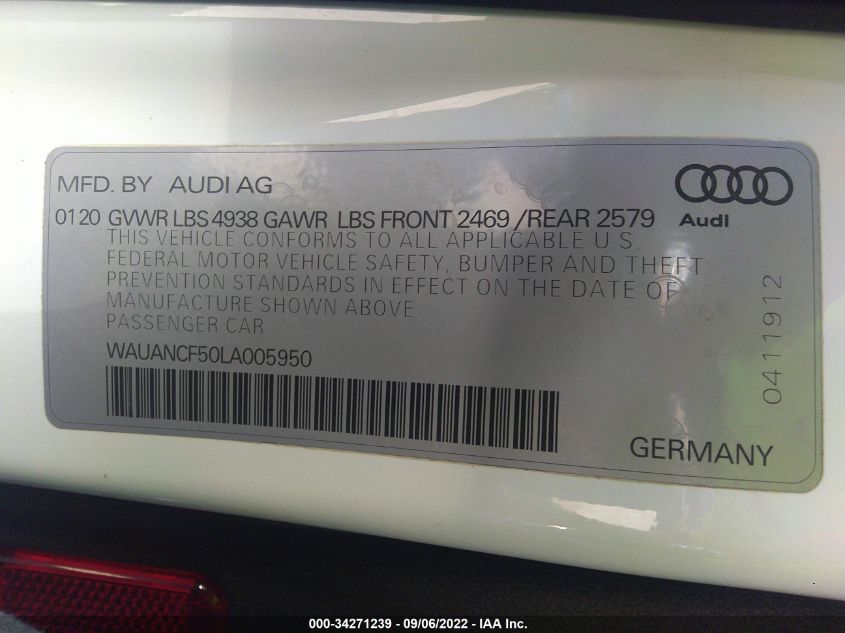 MFD. BY AUDI AG
0120 GVWR LBS 4938 GAWR LBS FRONT 2469 /REAR 2579
Audi
THIS VEHICLE CONFORMS TO ALL APPLICABLE U.S.
FEDERAL MOTOR VEHICLE SAFETY, BUMPER AND THEFT
PREVENTION STANDARDS IN EFFECT ON THE DATE OF
MANUFACTURE SHOWN ABOVE
PASSENGER CAR
WAUANCF50LA005950
0411912
GERMANY
000-34271239 - 09/06/2022 - IAA Inc.